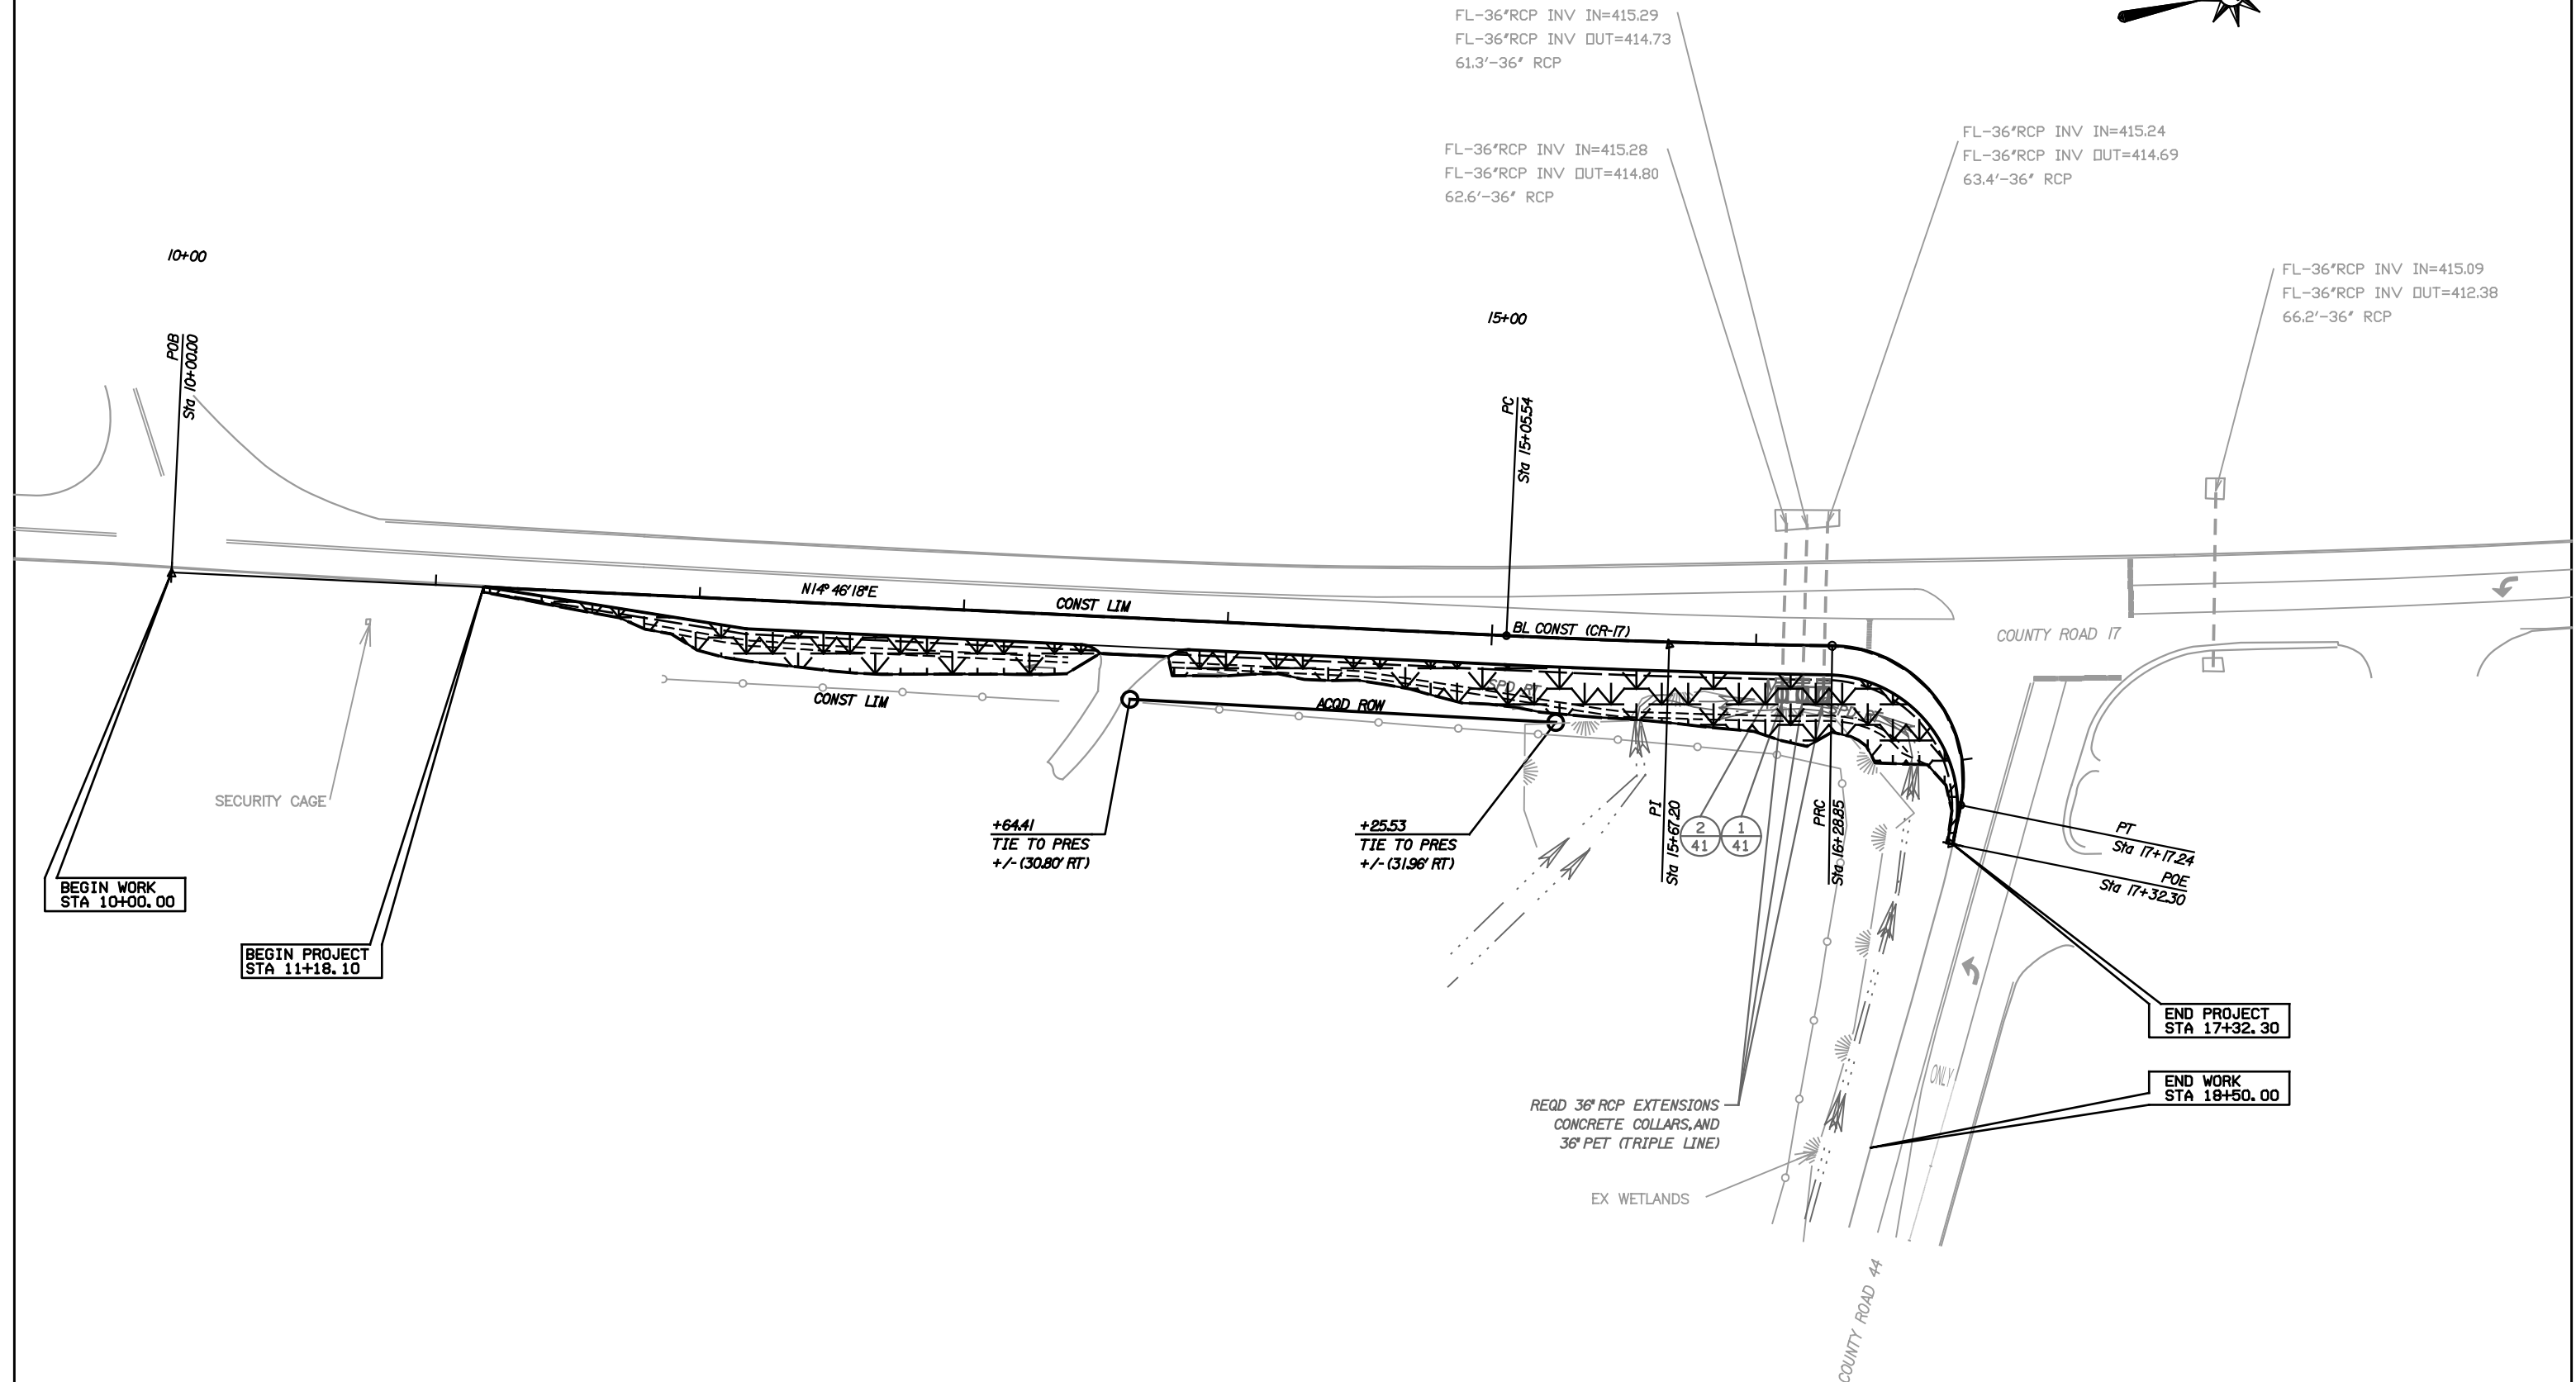 FL-36"RCP INV IN=415.29
FL-36"RCP INV OUT=414.73
61.3'-36" RCP
FL-36"RCP INV IN=415.24
FL-36"RCP INV OUT=414.69
63.4'-36" RCP
FL-36"RCP INV IN=415.28
FL-36"RCP INV OUT=414.80
62.6'-36" RCP
10+00
FL-36"RCP INV IN=415.09
FL-36"RCP INV OUT=412.38
66.2'-36" RCP
15+00
POB
Sta 10+00.00
PC
Sta 15+05.54
N14° 46'18"E
CONST LIM
BL CONST (CR-17)
COUNTY ROAD 17
SPD RT
CONST LIM
ACQD ROW
SECURITY CAGE
+64.41
TIE TO PRES
+/- (30.80' RT)
+25.53
TIE TO PRES
+/- (31.96' RT)
PI
Sta 15+67.20
2
41
1
41
PRC
Sta 16+28.85
PT
Sta 17+17.24
POE
Sta 17+32.30
BEGIN WORK
STA 10+00.00
BEGIN PROJECT
STA 11+18.10
END PROJECT
STA 17+32.30
END WORK
STA 18+50.00
ONLY
REQD 36" RCP EXTENSIONS
CONCRETE COLLARS, AND
36" PET (TRIPLE LINE)
EX WETLANDS
COUNTY ROAD 44